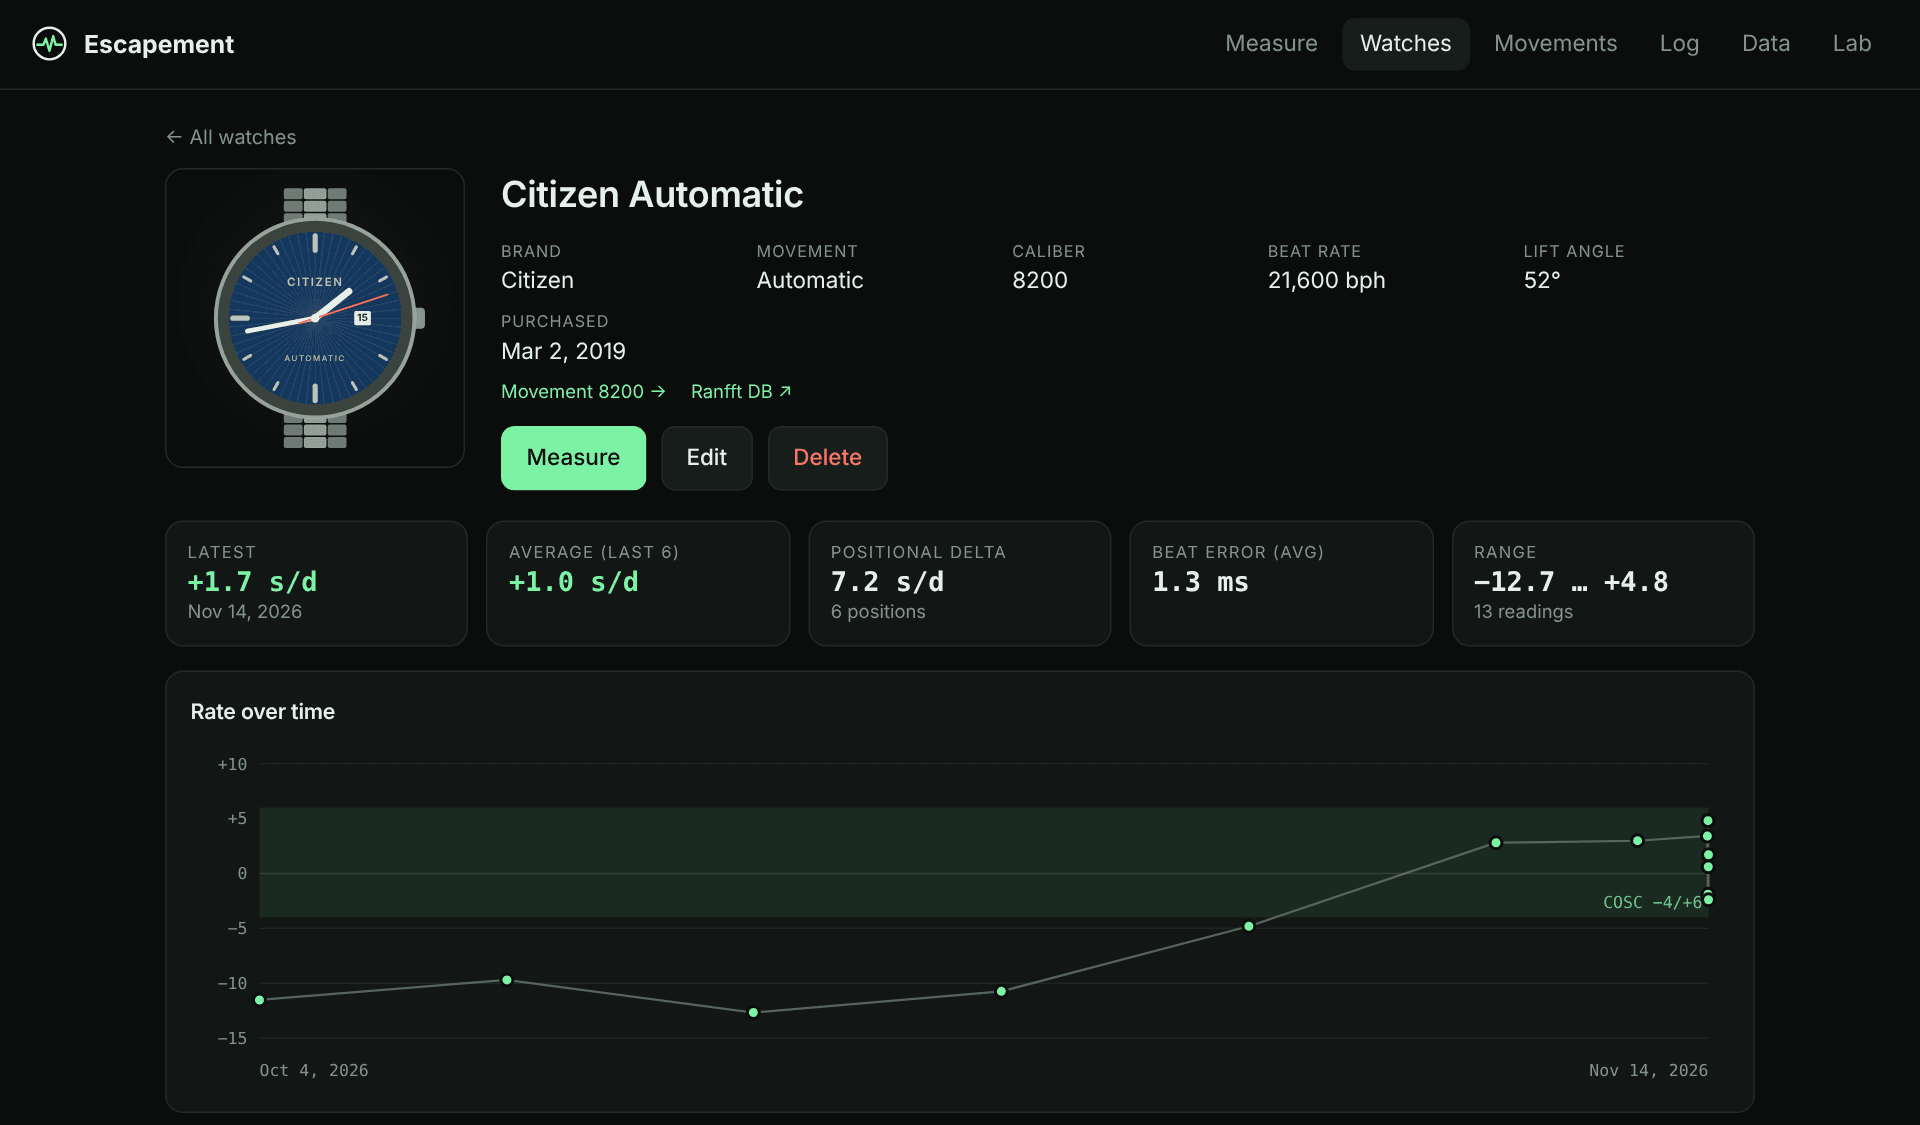 Escapement
Measure
Watches
Movements
Log
Data
Lab
← All watches
CITIZEN
15
AUTOMATIC
Citizen Automatic
BRAND
Citizen
MOVEMENT
Automatic
CALIBER
8200
BEAT RATE
21,600 bph
LIFT ANGLE
52°
PURCHASED
Mar 2, 2019
Movement 8200 →
Ranfft DB ↗
Measure
Edit
Delete
LATEST
+1.7 s/d
Nov 14, 2026
AVERAGE (LAST 6)
+1.0 s/d
POSITIONAL DELTA
7.2 s/d
6 positions
BEAT ERROR (AVG)
1.3 ms
RANGE
−12.7 … +4.8
13 readings
Rate over time
+10
+5
0
−5
−10
−15
COSC −4/+6
Oct 4, 2026
Nov 14, 2026